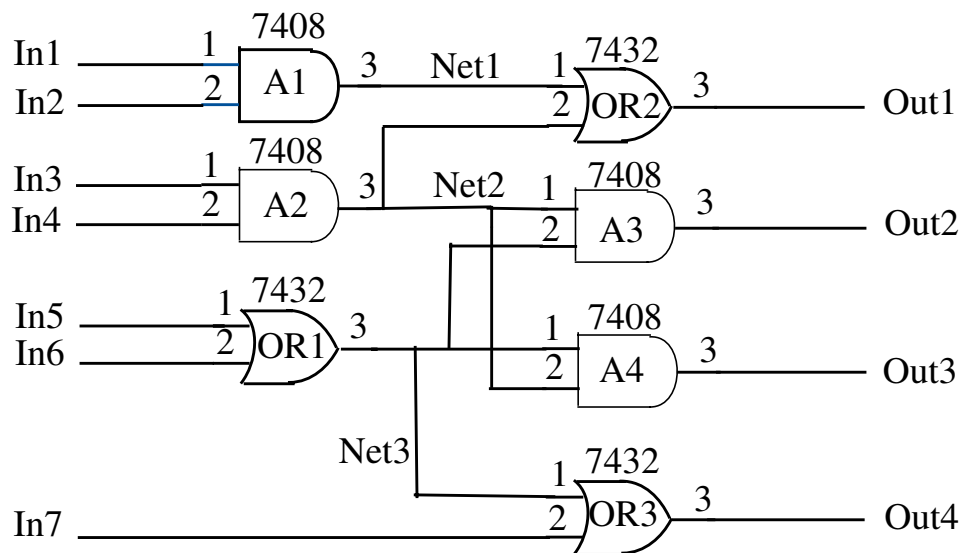 7408
In1 1 A1 3 Net1 1 7432
In2 2 2 OR2 3 Out1
7408
In3 1 A2 3 Net2 1 7408
In4 2 2 A3 3 Out2
7432
In5 1 OR1 3 1 7408
In6 2 2 A4 3 Out3
Net3 7432
1 OR3 3 Out4
In7 2